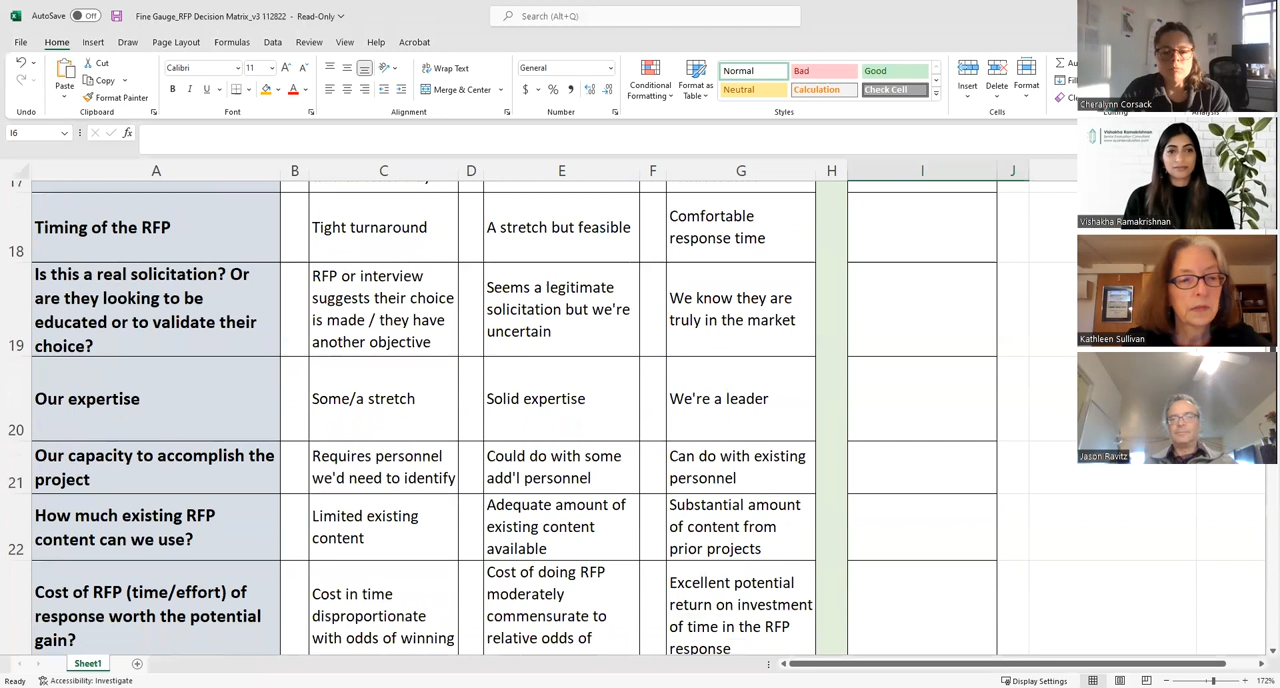 AutoSave Off Fine Gauge_RFP Decision Matrix_v3 112822 - Read-Only Search (Alt+Q)
File Home Insert Draw Page Layout Formulas Data Review View Help Acrobat
Undo
Paste
Cut
Copy
Format Painter
Clipboard
Calibri 11
B I U
Font
Wrap Text
Merge & Center
Alignment
General
$ % 9
Number
Conditional
Formatting
Format as
Table
Normal Bad Good
Neutral Calculation Check Cell
Styles
Insert Delete Format
Cells
I6 fx
A B C D E F G H I J
17
18
Timing of the RFP
Tight turnaround
A stretch but feasible
Comfortable
response time
19
Is this a real solicitation? Or
are they looking to be
educated or to validate their
choice?
RFP or interview
suggests their choice
is made / they have
another objective
Seems a legitimate
solicitation but we're
uncertain
We know they are
truly in the market
20
Our expertise
Some/a stretch
Solid expertise
We're a leader
21
Our capacity to accomplish the
project
Requires personnel
we'd need to identify
Could do with some
add'l personnel
Can do with existing
personnel
22
How much existing RFP
content can we use?
Limited existing
content
Adequate amount of
existing content
available
Substantial amount
of content from
prior projects
Cost of RFP (time/effort) of
response worth the potential
gain?
Cost in time
disproportionate
with odds of winning
Cost of doing RFP
moderately
commensurate to
relative odds of
Excellent potential
return on investment
of time in the RFP
response
Sheet1
Ready Accessibility: Investigate Display Settings 172%
Cheralynn Corsack
Vishakha Ramakrishnan
Vishakha Ramakrishnan
Kathleen Sullivan
Jason Ravitz